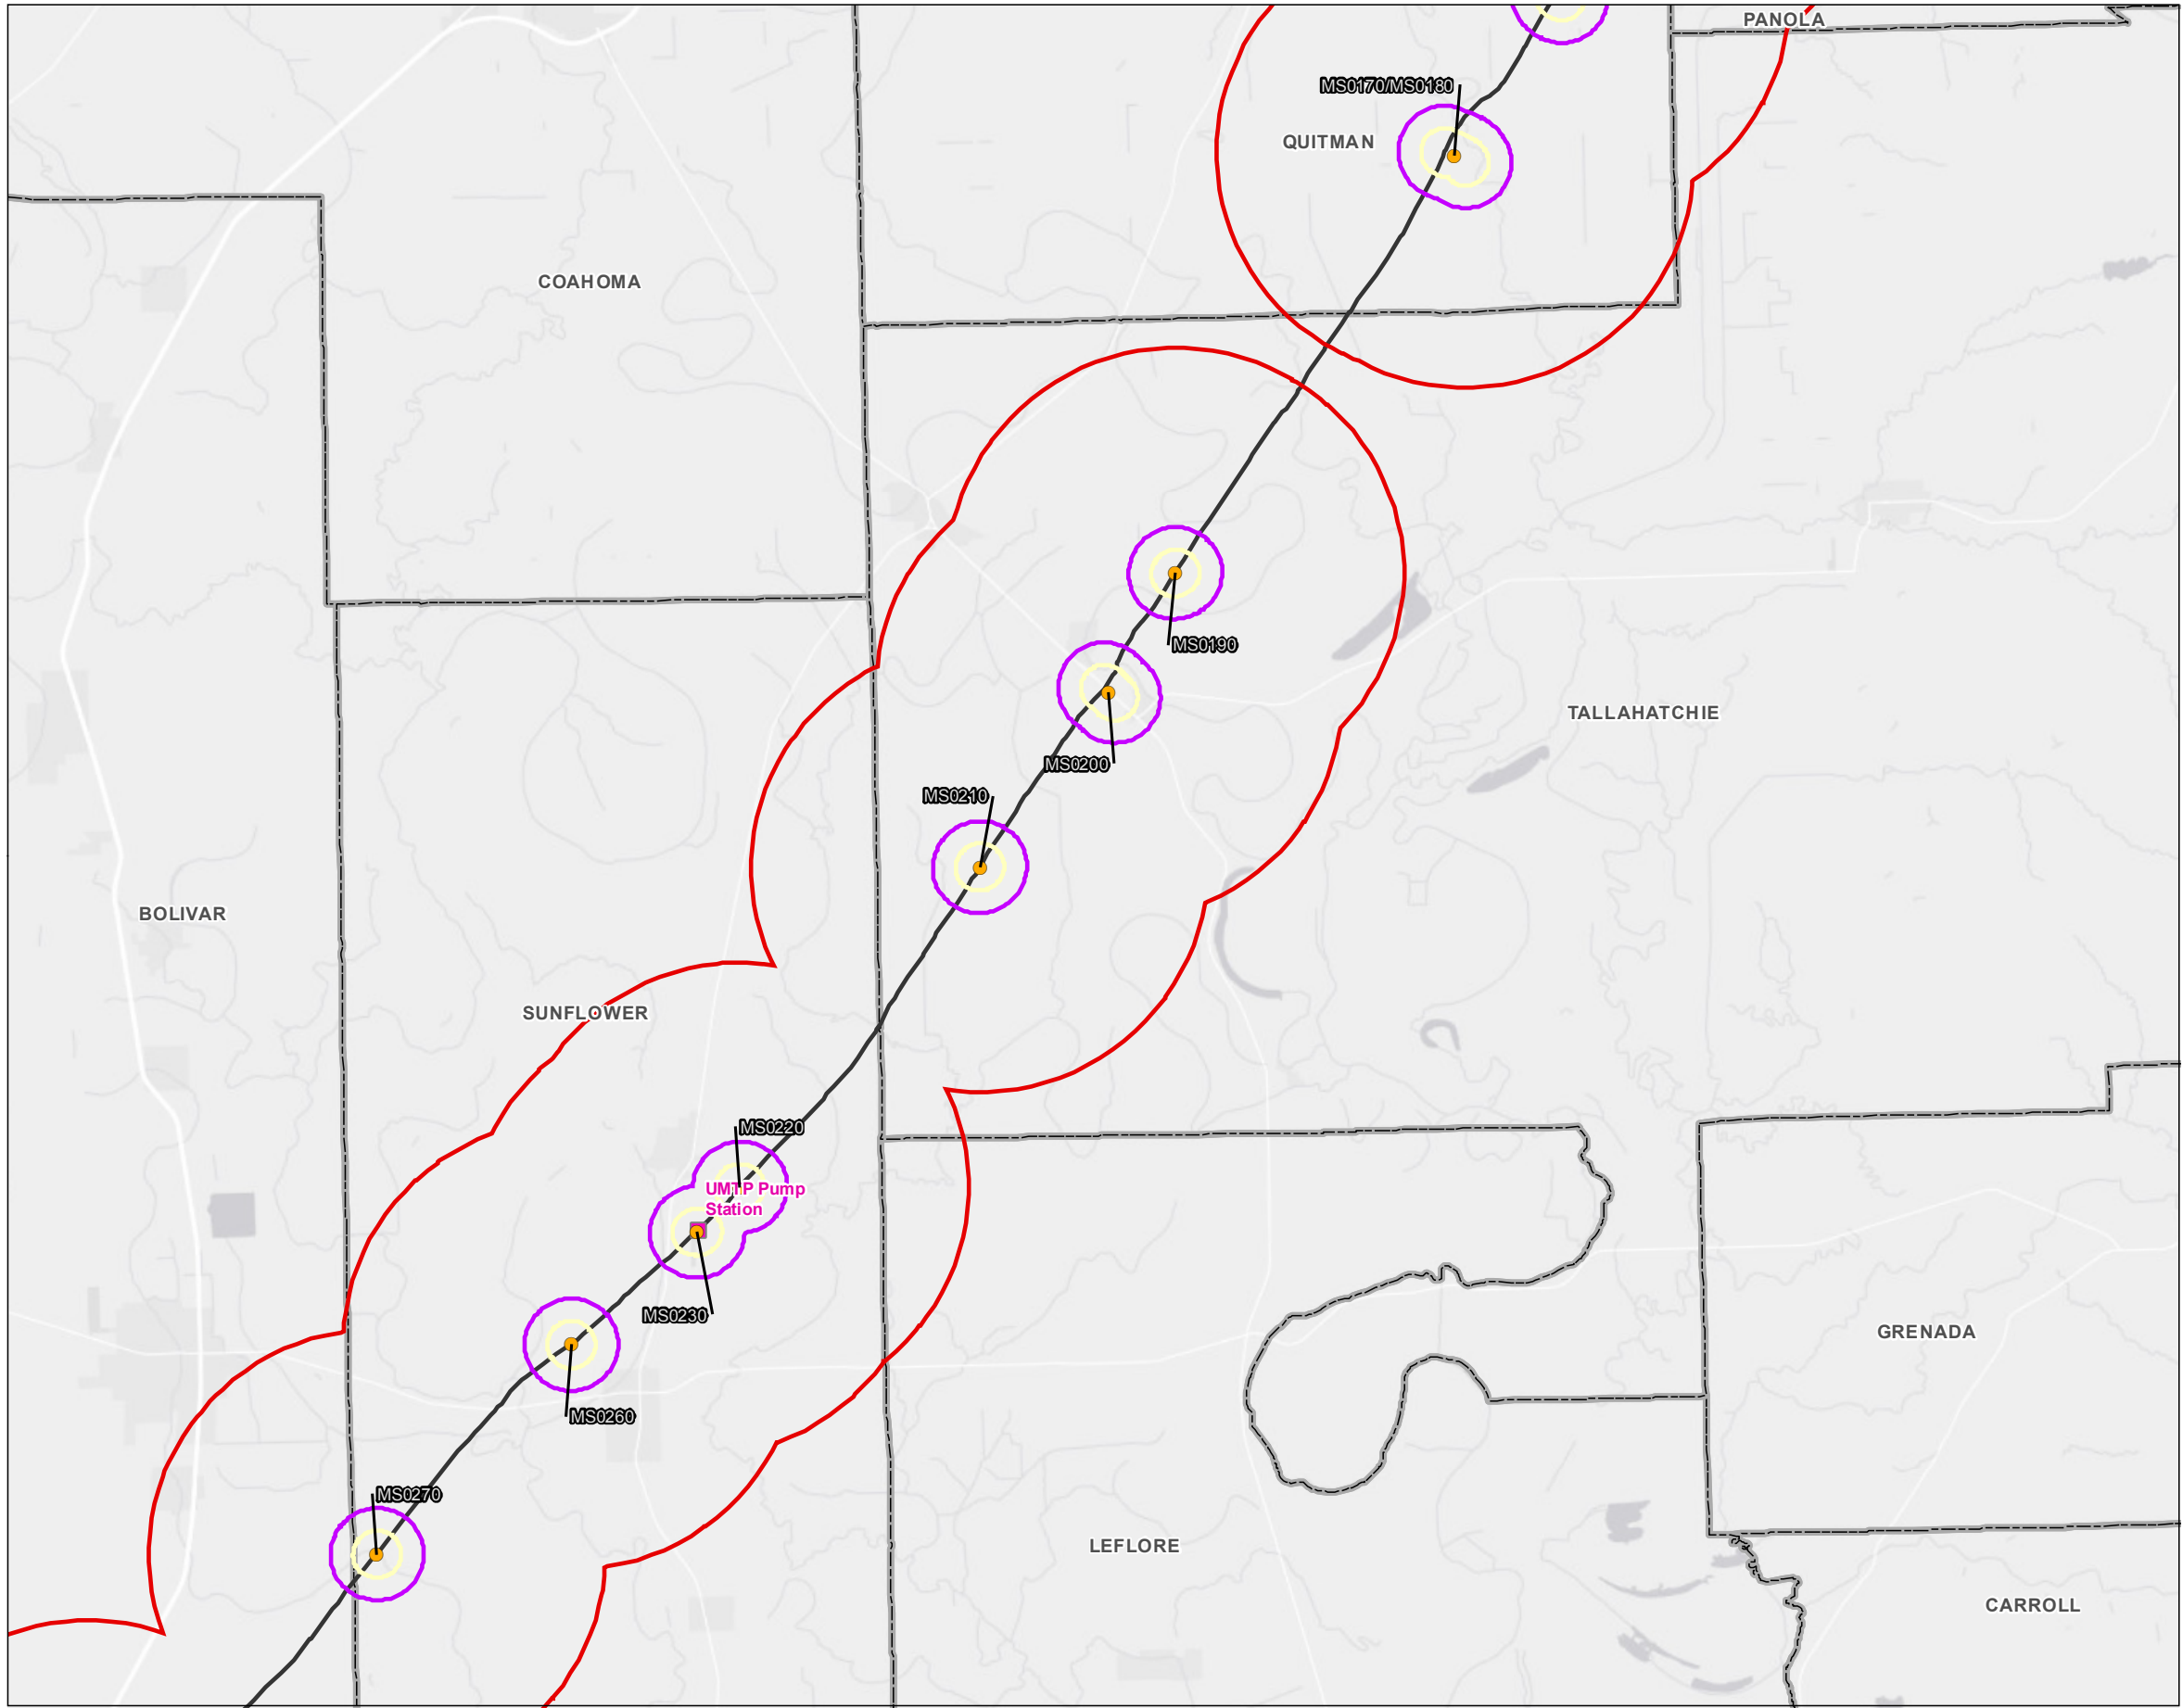 PANOLA
MS0170/MS0180
QUITMAN
COAHOMA
MS0190
TALLAHATCHIE
MS0200
MS0210
BOLIVAR
SUNFLOWER
MS0220
UMTP Pump
Station
MS0230
GRENADA
MS0260
MS0270
LEFLORE
CARROLL